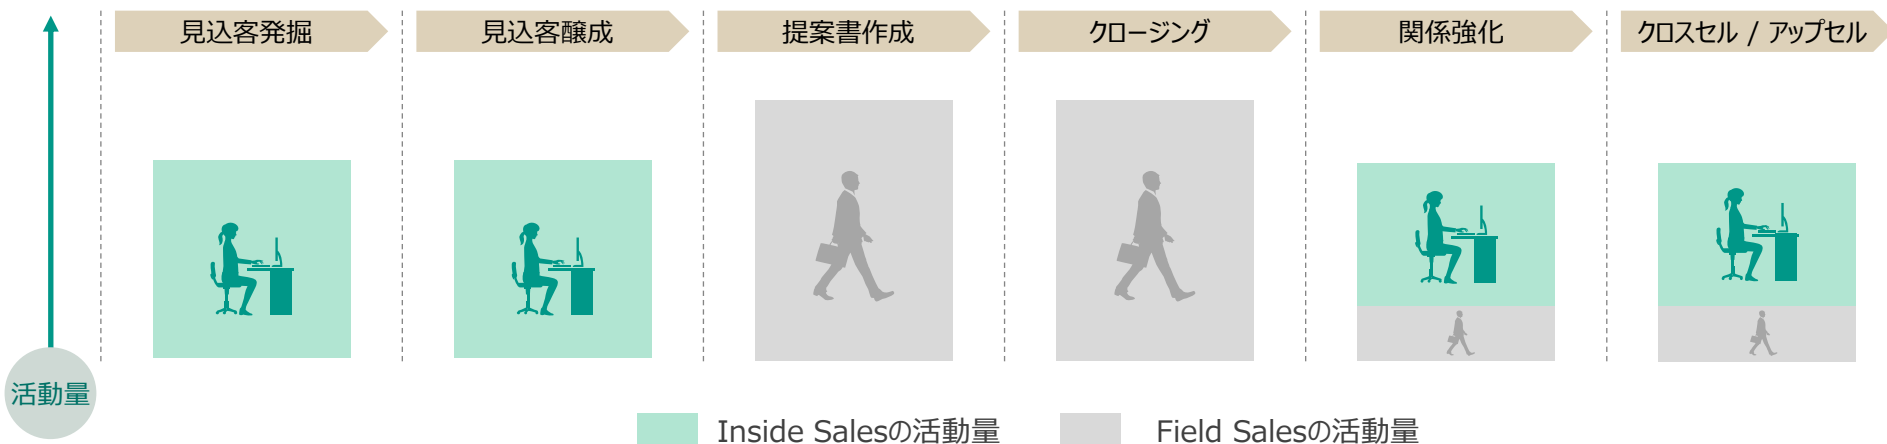 見込客発掘
見込客醸成
提案書作成
クロージング
関係強化
クロスセル / アップセル
活動量
Inside Salesの活動量
Field Salesの活動量